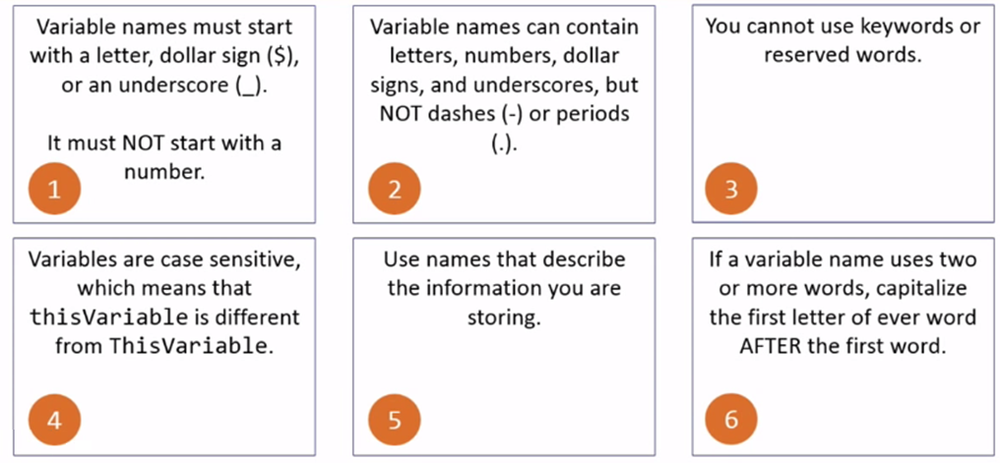 Variable names must start
with a letter, dollar sign ($),
or an underscore (_).
It must NOT start with a
number.
1
Variable names can contain
letters, numbers, dollar
signs, and underscores, but
NOT dashes (-) or periods
(.).
2
You cannot use keywords or
reserved words.
3
Variables are case sensitive,
which means that
thisVariable is different
from ThisVariable.
4
Use names that describe
the information you are
storing.
5
If a variable name uses two
or more words, capitalize
the first letter of ever word
AFTER the first word.
6